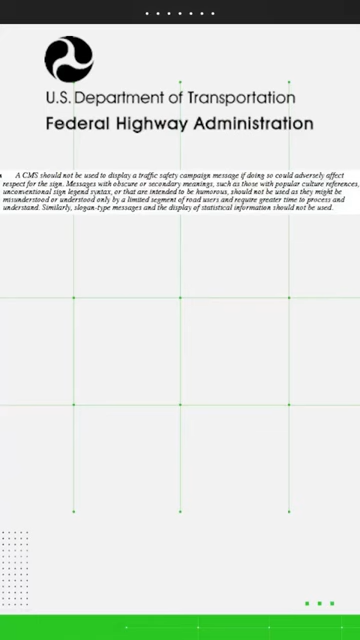 U.S. Department of Transportation
Federal Highway Administration
A CMS should not be used to display a traffic safety campaign message if doing so could adversely affect
respect for the sign. Messages with obscure or secondary meanings, such as those with popular culture references,
unconventional sign legend syntax, or that are intended to be humorous, should not be used as they might be
misunderstood or understood only by a limited segment of road users and require greater time to process and
understand. Similarly, slogan-type messages and the display of statistical information should not be used.